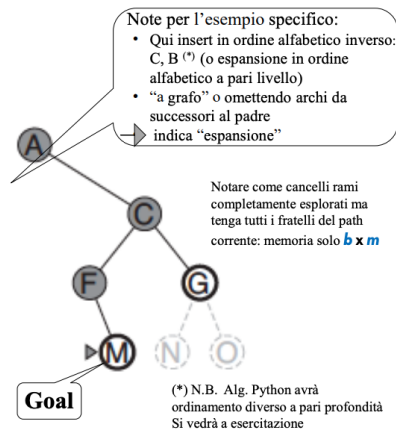 Note per l'esempio specifico:
• Qui insert in ordine alfabetico inverso:
C, B (*) (o espansione in ordine
alfabetico a pari livello)
• “a grafo” o omettendo archi da
successori al padre
indica “espansione”
A
Notare come cancelli rami
completamente esplorati ma
tenga tutti i fratelli del path
corrente: memoria solo b x m
C
F
G
M
N
O
Goal
(*) N.B. Alg. Python avrà
ordinamento diverso a pari profondità
Si vedrà a esercitazione